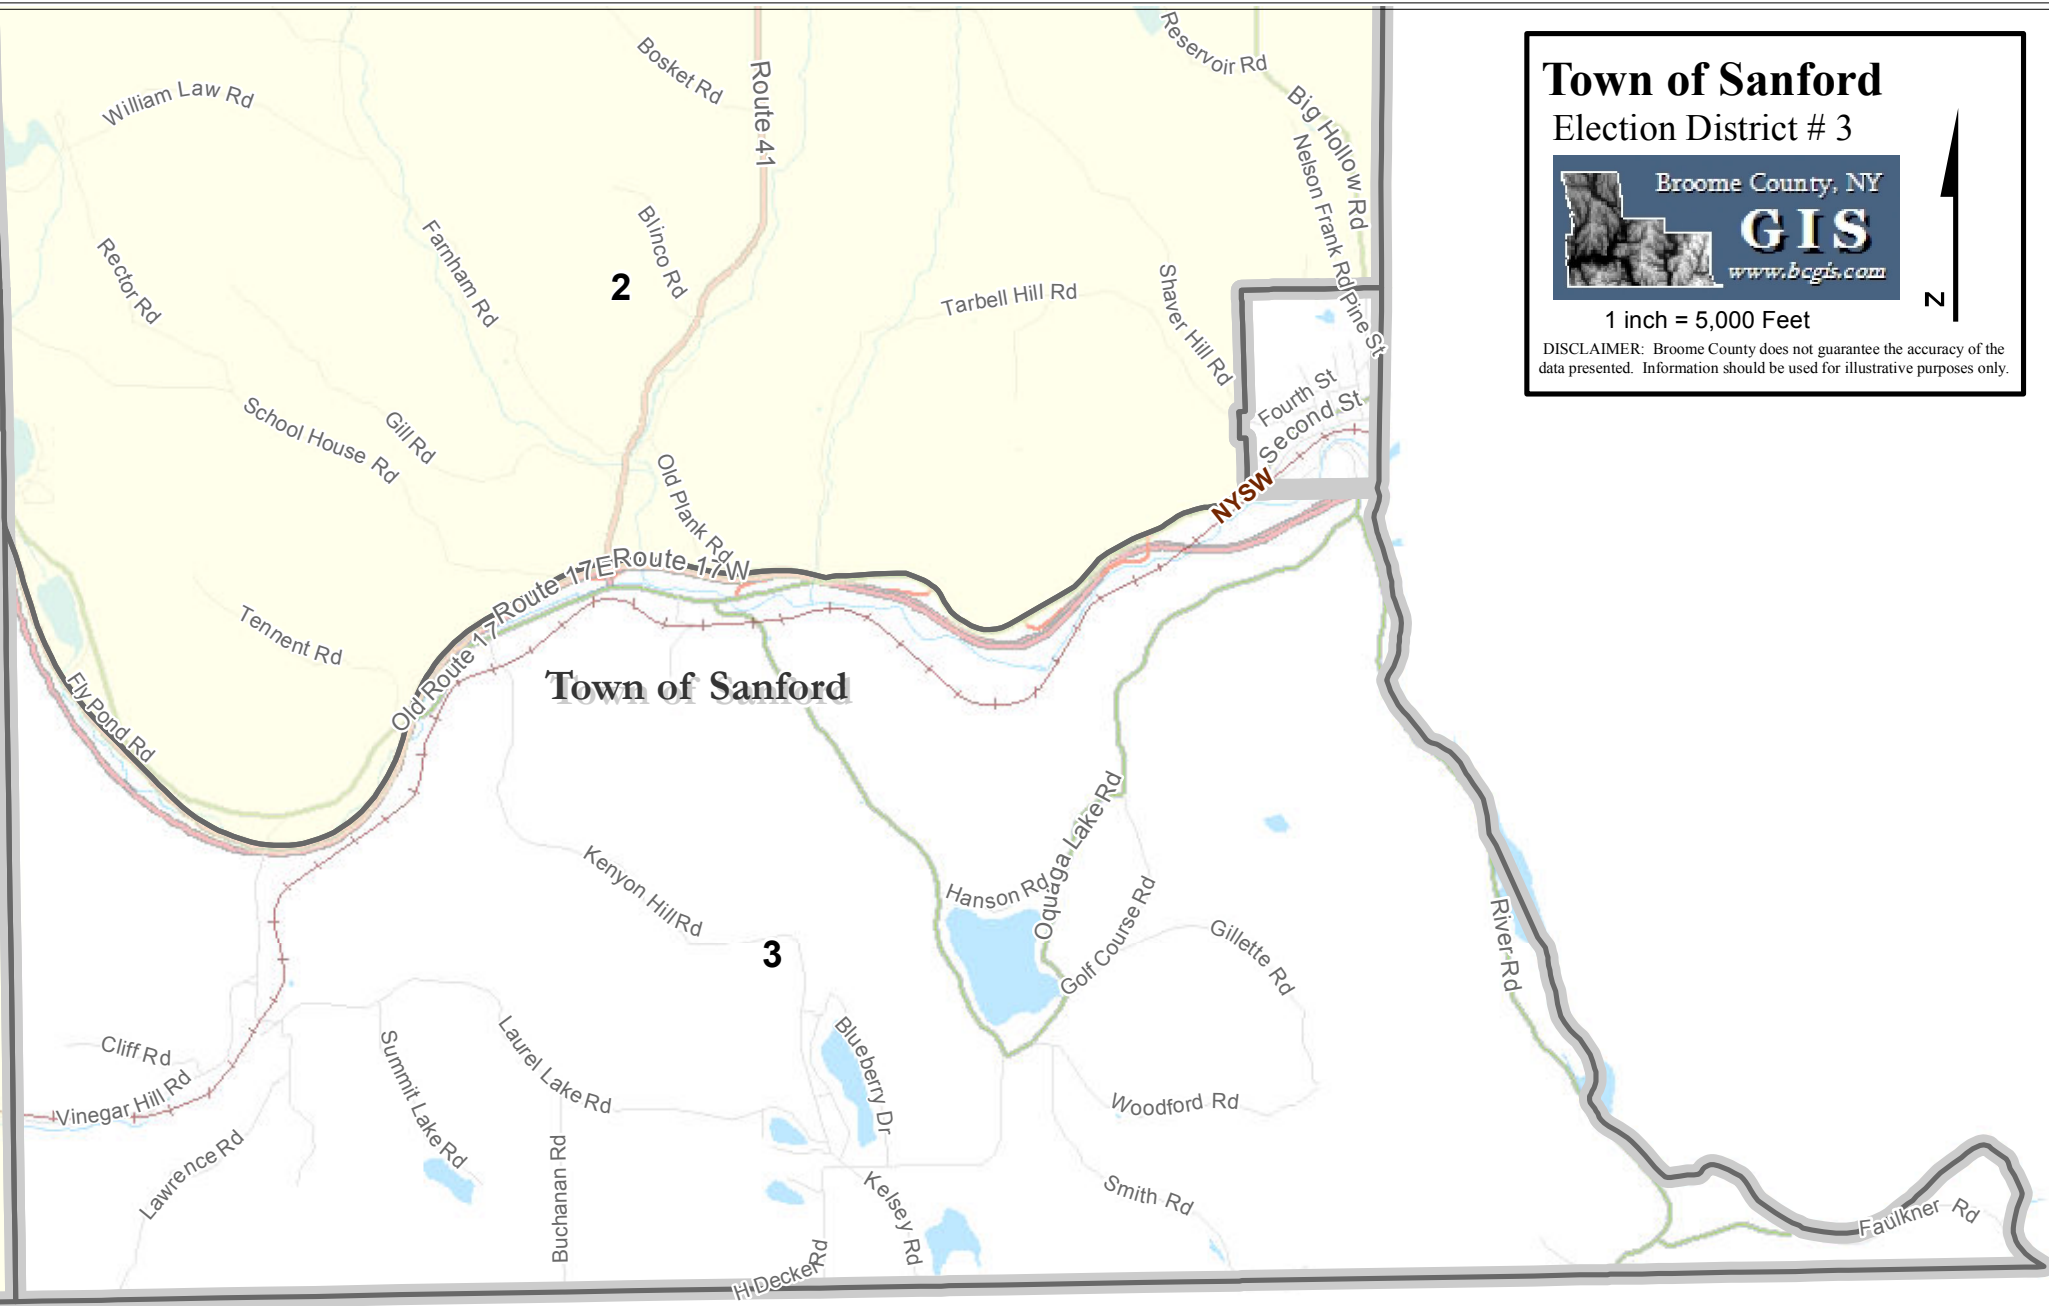 Town of Sanford
Election District # 3
Broome County, NY
GIS
www.bcgis.com
N
1 inch = 5,000 Feet
DISCLAIMER: Broome County does not guarantee the accuracy of the
data presented. Information should be used for illustrative purposes only.
Reservoir Rd
Bosket Rd
Route 41
William Law Rd
Big Hollow Rd
Nelson Frank Rd
Blinco Rd
Farnham Rd
Rector Rd
2
Tarbell Hill Rd
Shaver Hill Rd
Pine St
Fourth St
Second St
School House Rd
Gill Rd
Old Plank Rd
NYSW
Route 17E
Route 17W
Tennent Rd
Old Route 17
Fly Pond Rd
Town of Sanford
Oquaga Lake Rd
Kenyon Hill Rd
Hanson Rd
Golf Course Rd
Gillette Rd
River Rd
3
Cliff Rd
Vinegar Hill Rd
Summit Lake Rd
Laurel Lake Rd
Blueberry Dr
Woodford Rd
Lawrence Rd
Buchanan Rd
Kelsey Rd
Smith Rd
Faulkner Rd
H Decker Rd